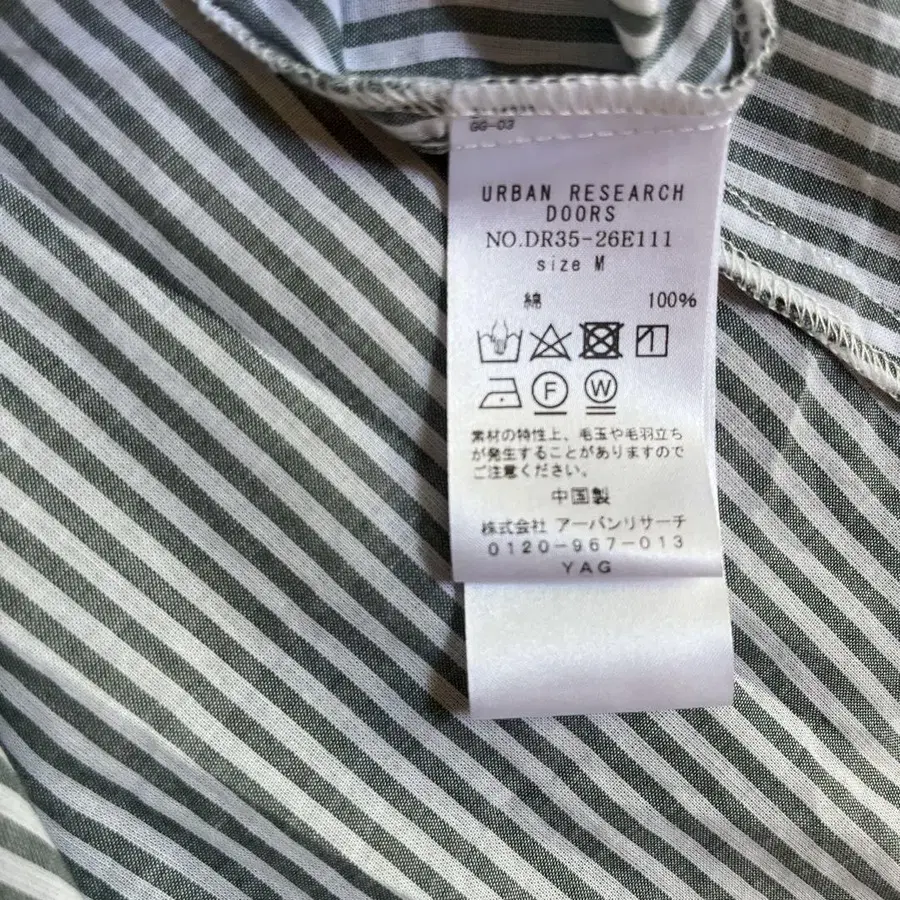 GG-03
URBAN RESEARCH
DOORS
NO.DR35-26E111
size M
綿 100%
F W
素材の特性上、毛玉や毛羽立ち
が発生することがありますので
ご注意ください。
中国製
株式会社 アーバンリサーチ
0120-967-013
YAG